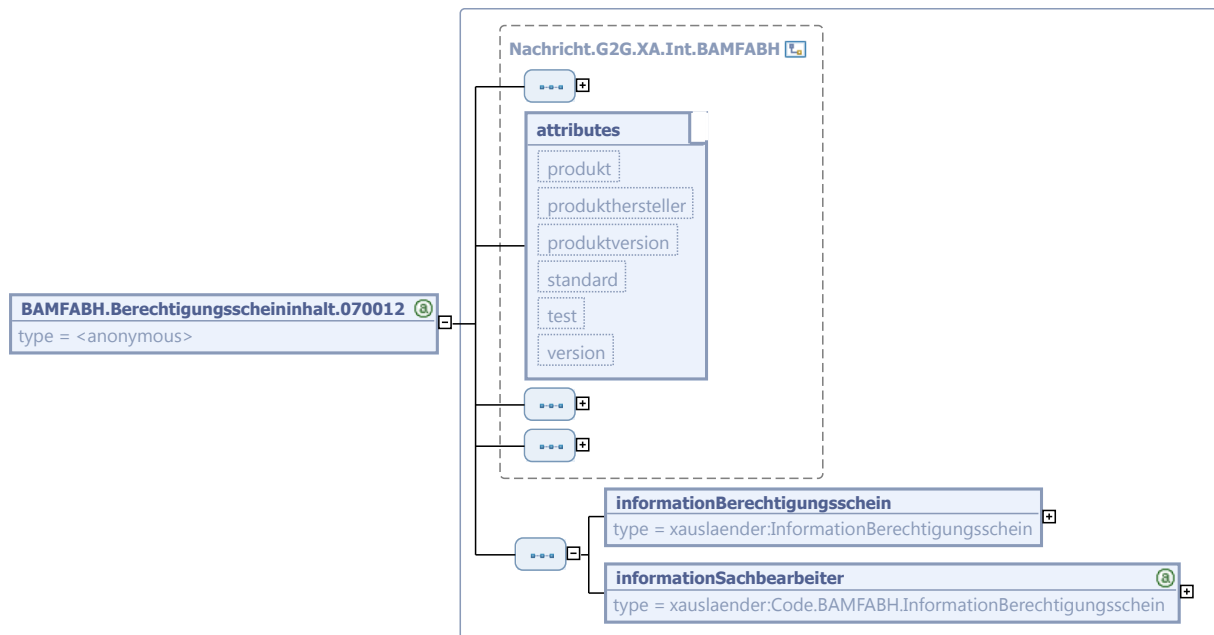 Nachricht.G2G.XA.Int.BAMFABH
attributes
produkt
produkthersteller
produktversion
standard
test
version
BAMFABH.Berechtigungsscheininhalt.070012 a
type = <anonymous>
informationBerechtigungsschein
type = xauslaender:InformationBerechtigungsschein
informationSachbearbeiter a
type = xauslaender:Code.BAMFABH.InformationBerechtigungsschein